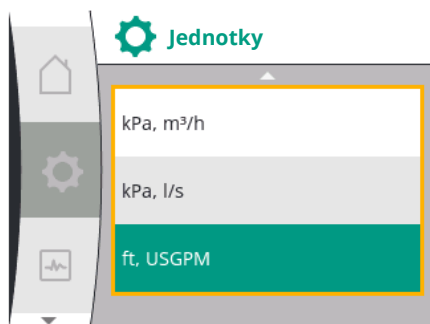 Jednotky
kPa, m³/h
kPa, l/s
ft, USGPM